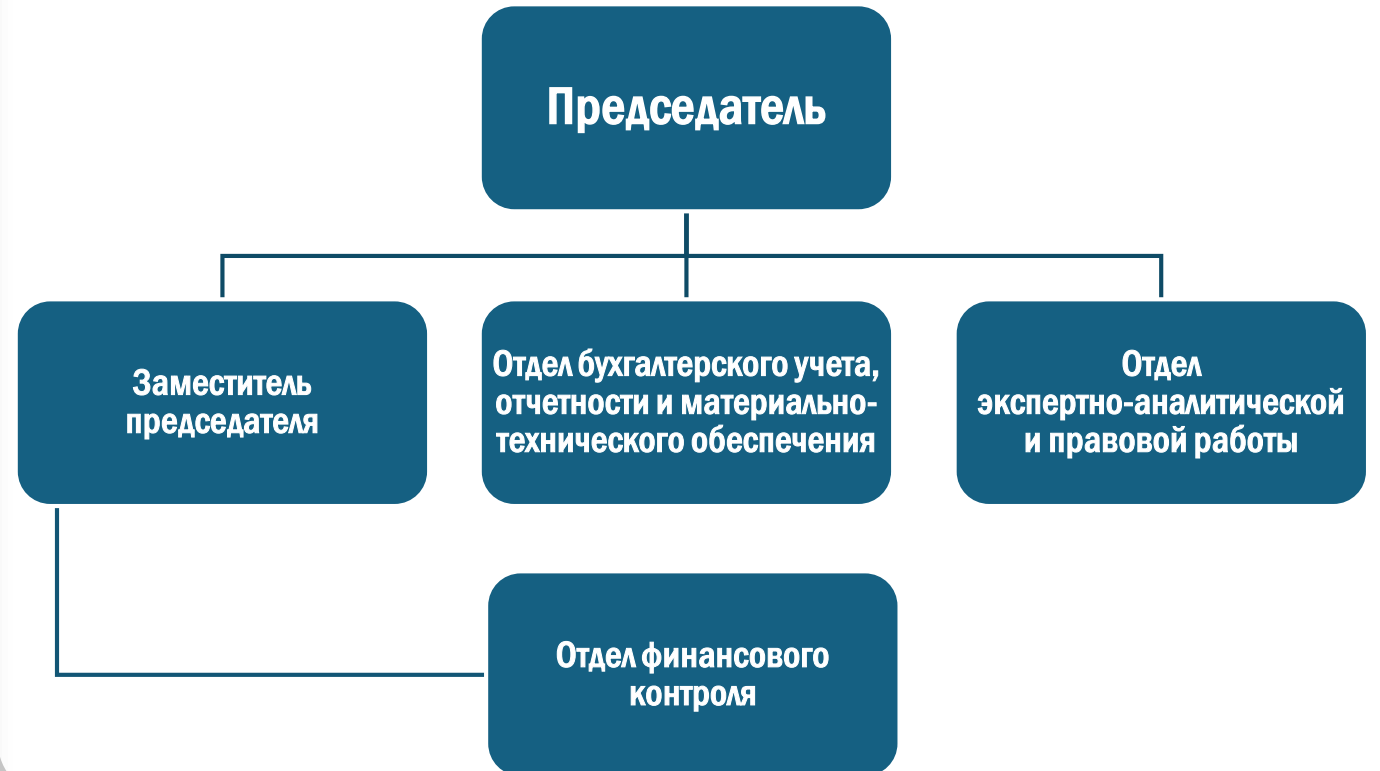 Председатель
Заместитель
председателя
Отдел бухгалтерского учета,
отчетности и материально-
технического обеспечения
Отдел
экспертно-аналитической
и правовой работы
Отдел финансового
контроля